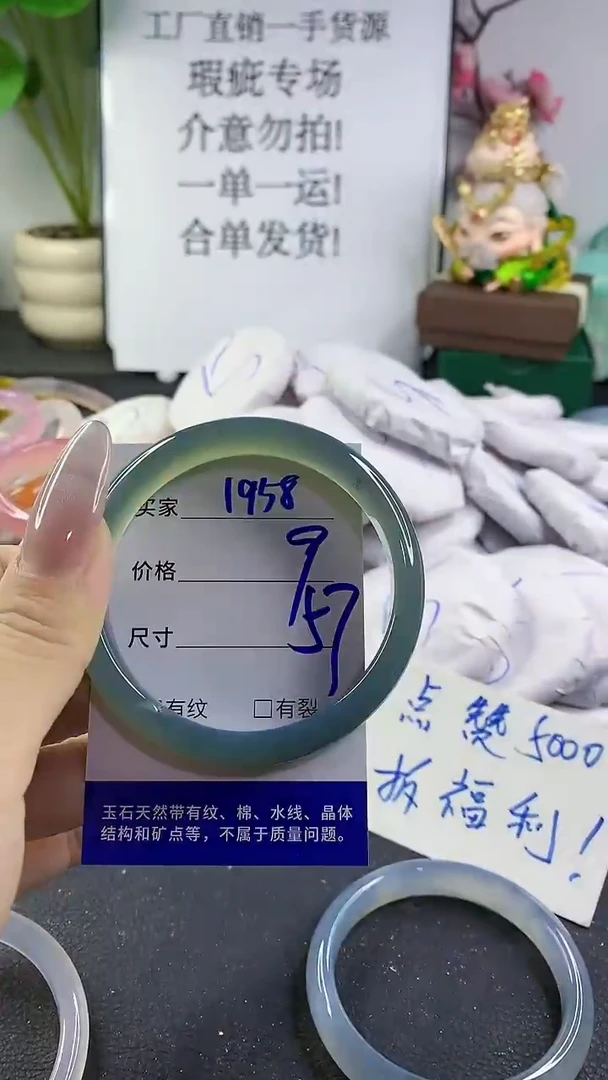 工厂直销一手货源
瑕疵专场
介意勿拍!
一单一运!
合单发货!
买家 1958
价格 9
尺寸 57
有纹 □有裂
玉石天然带有纹、棉、水线、晶体
结构和矿点等，不属于质量问题。
点赞5000
扳福利!